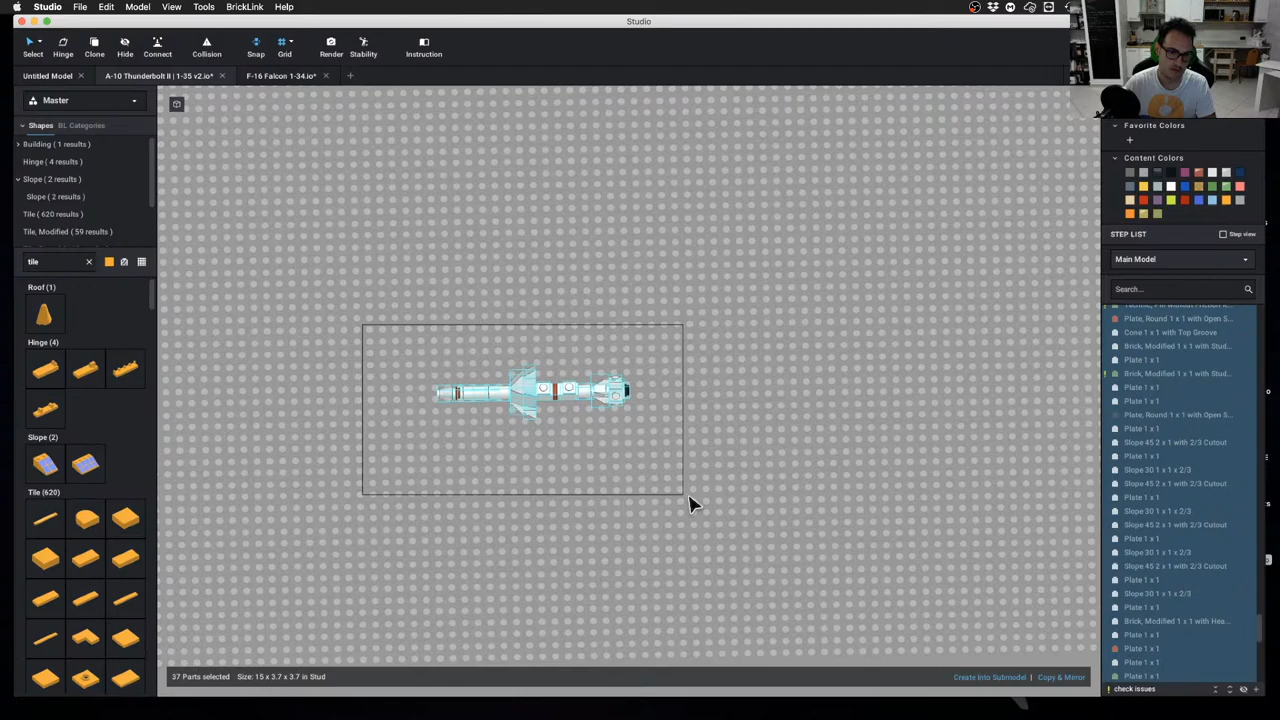 Studio File Edit Model View Tools BrickLink Help
Studio
Select Hinge Clone Hide Connect Collision Snap Grid Render Stability Instruction
Untitled Model A-10 Thunderbolt II | 1-35 v2.io* F-16 Falcon 1-34.io*
Master
Shapes BL Categories
Building ( 1 results )
Hinge ( 4 results )
Slope ( 2 results )
Slope ( 2 results )
Tile ( 620 results )
Tile, Modified ( 59 results )
tile
Roof (1)
Hinge (4)
Slope (2)
Tile (620)
37 Parts selected Size: 15 x 3.7 x 3.7 in Stud
Create Into Submodel | Copy & Mirror
Favorite Colors
Content Colors
STEP LIST Step view
Main Model
Search...
Plate, Round 1 x 1 with Open S...
Cone 1 x 1 with Top Groove
Brick, Modified 1 x 1 with Stud...
Plate 1 x 1
Brick, Modified 1 x 1 with Stud...
Plate 1 x 1
Plate 1 x 1
Plate, Round 1 x 1 with Open S...
Plate 1 x 1
Slope 45 2 x 1 with 2/3 Cutout
Plate 1 x 1
Slope 30 1 x 1 x 2/3
Slope 45 2 x 1 with 2/3 Cutout
Plate 1 x 1
Slope 30 1 x 1 x 2/3
Slope 45 2 x 1 with 2/3 Cutout
Plate 1 x 1
Slope 30 1 x 1 x 2/3
Slope 45 2 x 1 with 2/3 Cutout
Plate 1 x 1
Slope 30 1 x 1 x 2/3
Plate 1 x 1
Brick, Modified 1 x 1 with Hea...
Plate 1 x 1
Plate 1 x 1
Plate 1 x 1
Plate 1 x 1
check issues